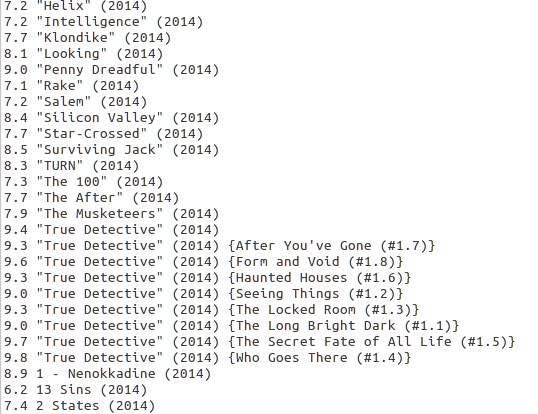 7.2 "Helix" (2014)
7.2 "Intelligence" (2014)
7.7 "Klondike" (2014)
8.1 "Looking" (2014)
9.0 "Penny Dreadful" (2014)
7.1 "Rake" (2014)
7.2 "Salem" (2014)
8.4 "Silicon Valley" (2014)
7.7 "Star-Crossed" (2014)
8.5 "Surviving Jack" (2014)
8.3 "TURN" (2014)
7.3 "The 100" (2014)
7.7 "The After" (2014)
7.9 "The Musketeers" (2014)
9.4 "True Detective" (2014)
9.3 "True Detective" (2014) {After You've Gone (#1.7)}
9.6 "True Detective" (2014) {Form and Void (#1.8)}
9.3 "True Detective" (2014) {Haunted Houses (#1.6)}
9.0 "True Detective" (2014) {Seeing Things (#1.2)}
9.3 "True Detective" (2014) {The Locked Room (#1.3)}
9.0 "True Detective" (2014) {The Long Bright Dark (#1.1)}
9.7 "True Detective" (2014) {The Secret Fate of All Life (#1.5)}
9.8 "True Detective" (2014) {Who Goes There (#1.4)}
8.9 1 - Nenokkadine (2014)
6.2 13 Sins (2014)
7.4 2 States (2014)